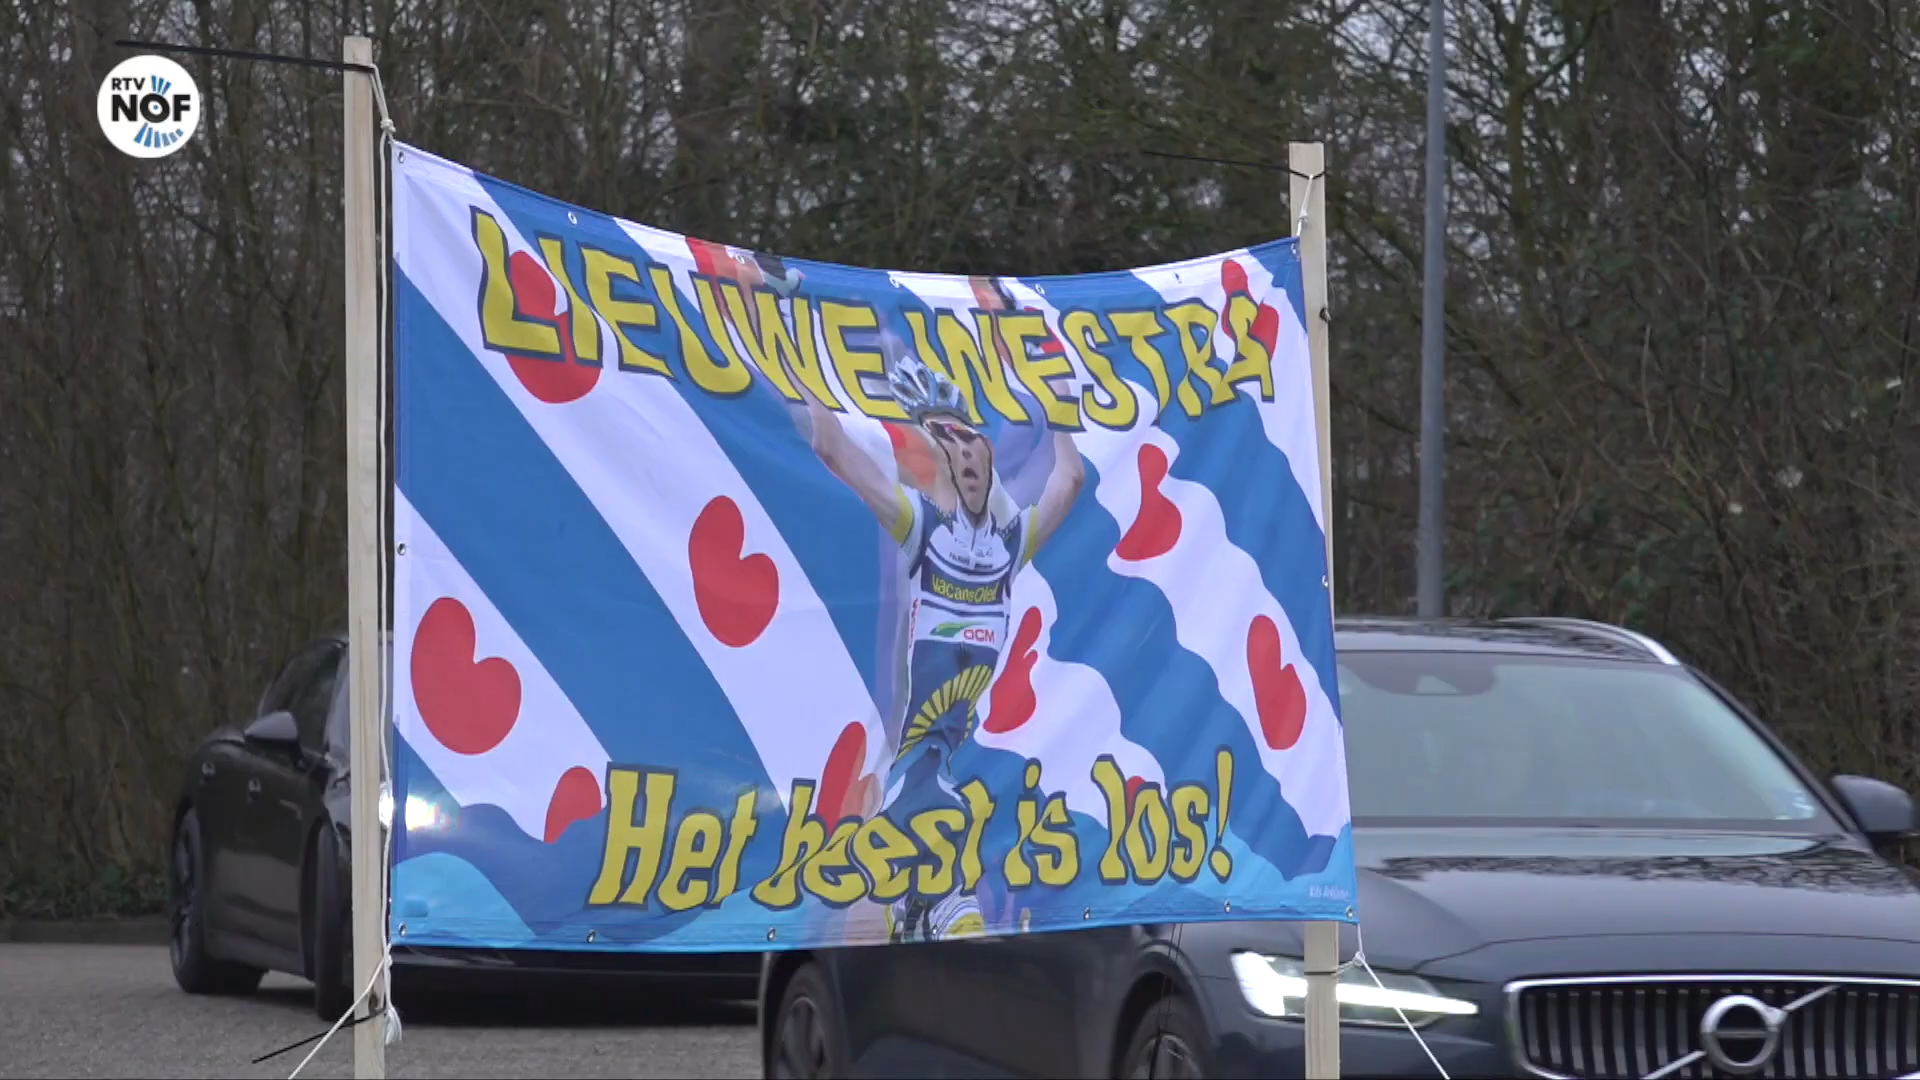 RTV
NOF
LIEUWE WESTRA
vacansoleil
DCM
Het beest is los!